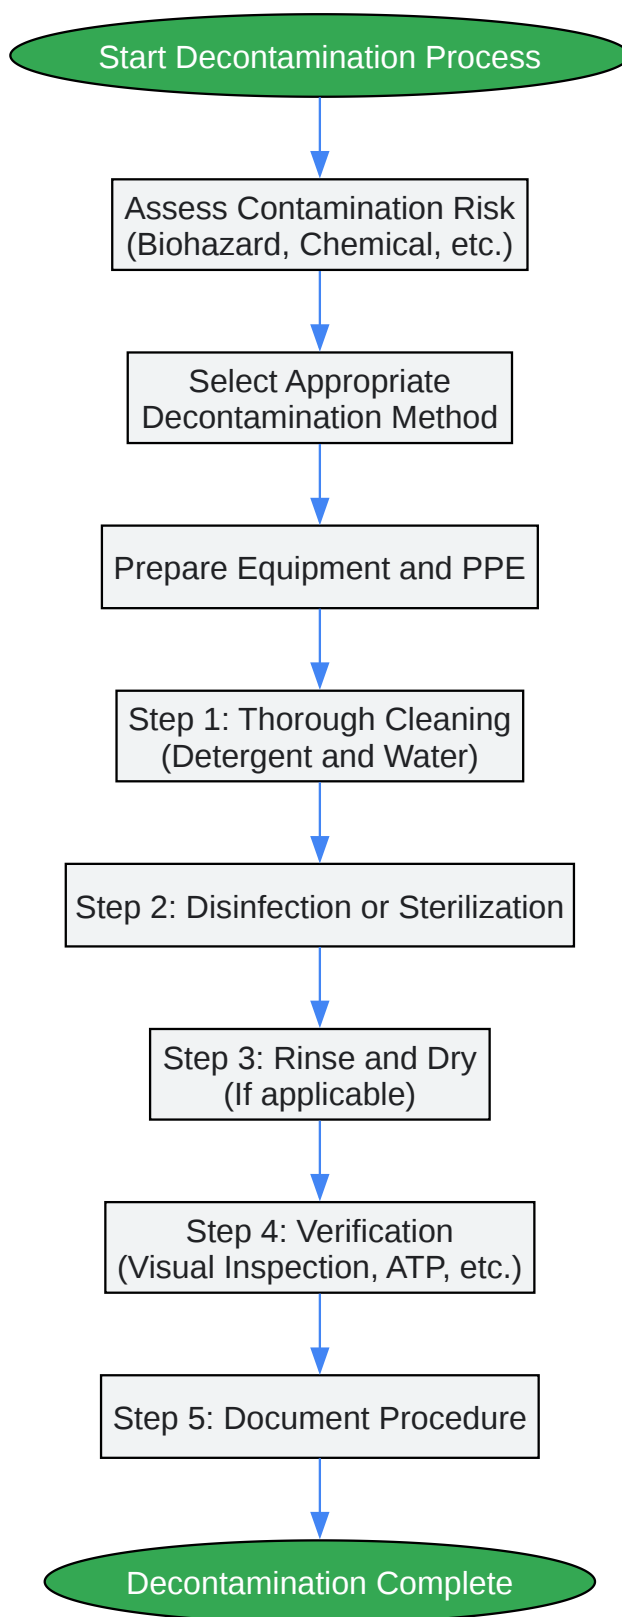 Start Decontamination Process
Assess Contamination Risk
(Biohazard, Chemical, etc.)
Select Appropriate
Decontamination Method
Prepare Equipment and PPE
Step 1: Thorough Cleaning
(Detergent and Water)
Step 2: Disinfection or Sterilization
Step 3: Rinse and Dry
(If applicable)
Step 4: Verification
(Visual Inspection, ATP, etc.)
Step 5: Document Procedure
Decontamination Complete